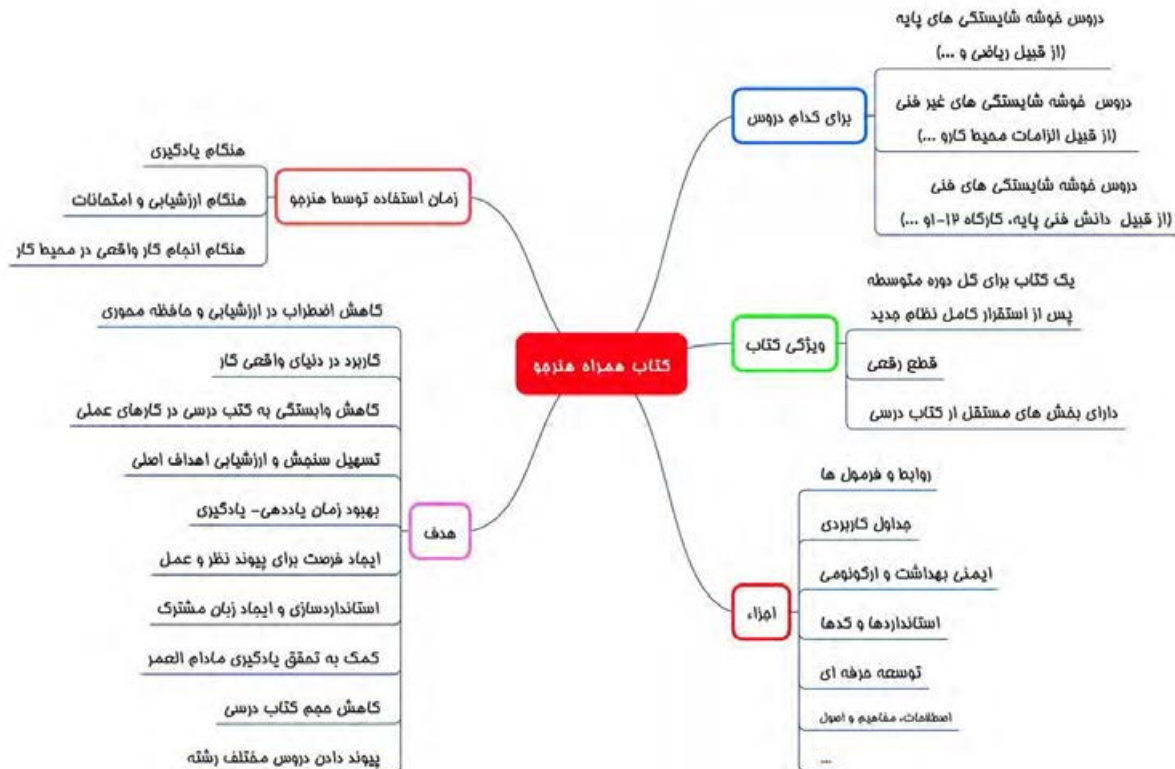 کتاب همراه هنرجو
برای کدام دروس
دروس خوشه شایستگی های پایه
(از قبیل ریاضی و ...)
دروس خوشه شایستگی های غیر فنی
(از قبیل الزامات محیط کارو ...)
دروس خوشه شایستگی های فنی
(از قبیل دانش فنی پایه، کارگاه ۱۲-۱و ...)
ویژگی کتاب
یک کتاب برای کل دوره متوسطه
پس از استقرار کامل نظام جدید
قطع رقعی
دارای بخش های مستقل از کتاب درسی
اجزاء
روابط و فرمول ها
جداول کاربردی
ایمنی بهداشت و ارگونومی
استانداردها و کدها
توسعه حرفه ای
اصطلاحات، مفاهیم و اصول
...
زمان استفاده توسط هنرجو
هنگام یادگیری
هنگام ارزشیابی و امتحانات
هنگام انجام کار واقعی در محیط کار
هدف
کاهش اضطراب در ارزشیابی و حافظه محوری
کاربرد در دنیای واقعی کار
کاهش وابستگی به کتب درسی در کارهای عملی
تسهیل سنجش و ارزشیابی اهداف اصلی
بهبود زمان یاددهی- یادگیری
ایجاد فرصت برای پیوند نظر و عمل
استانداردسازی و ایجاد زبان مشترک
کمک به تحقق یادگیری مادام العمر
کاهش حجم کتاب درسی
پیوند دادن دروس مختلف رشته